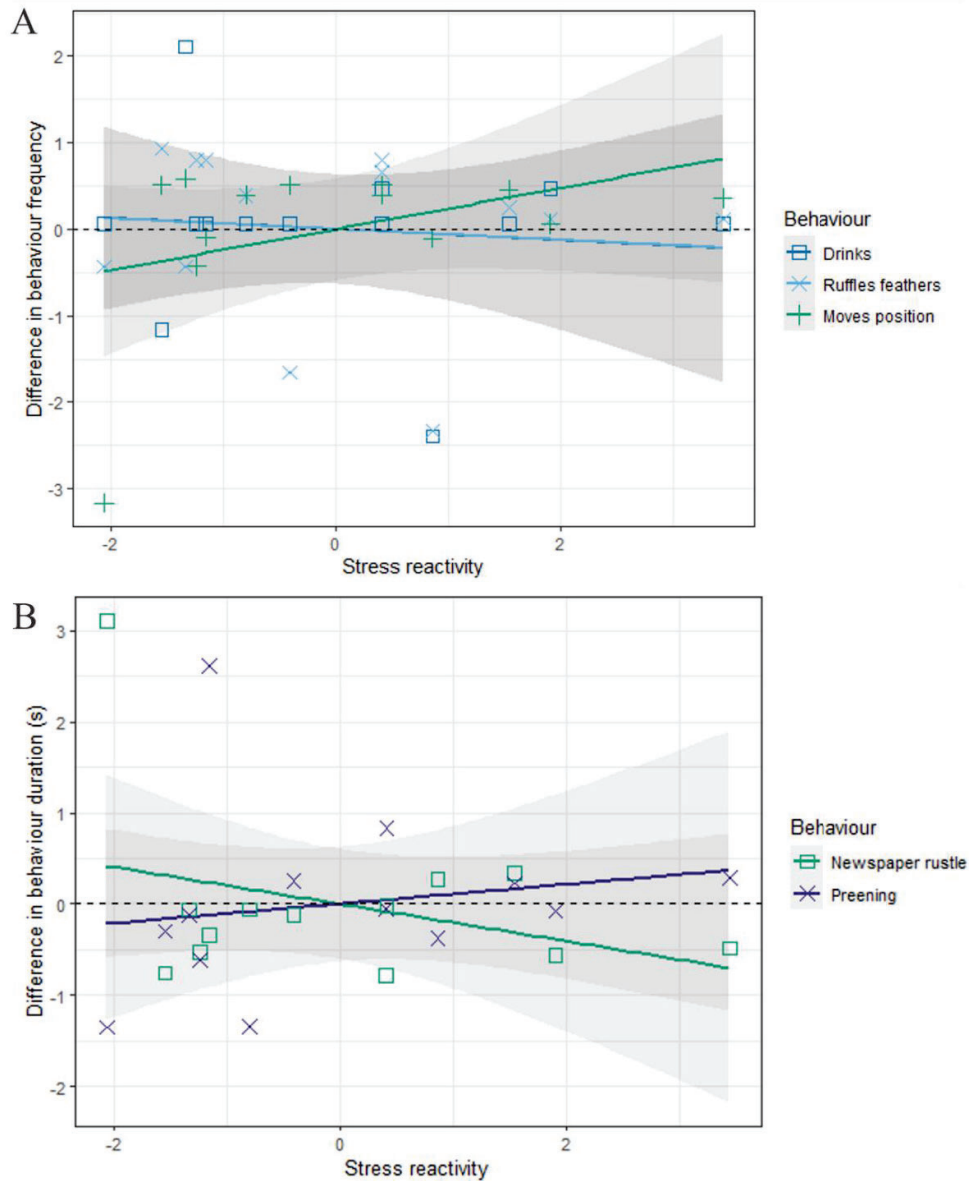 A
2
1
0
-1
-2
-3
Difference in behaviour frequency
-2
0
2
Stress reactivity
Behaviour
Drinks
Ruffles feathers
Moves position
B
3
2
1
0
-1
-2
Difference in behaviour duration (s)
-2
0
2
Stress reactivity
Behaviour
Newspaper rustle
Preening